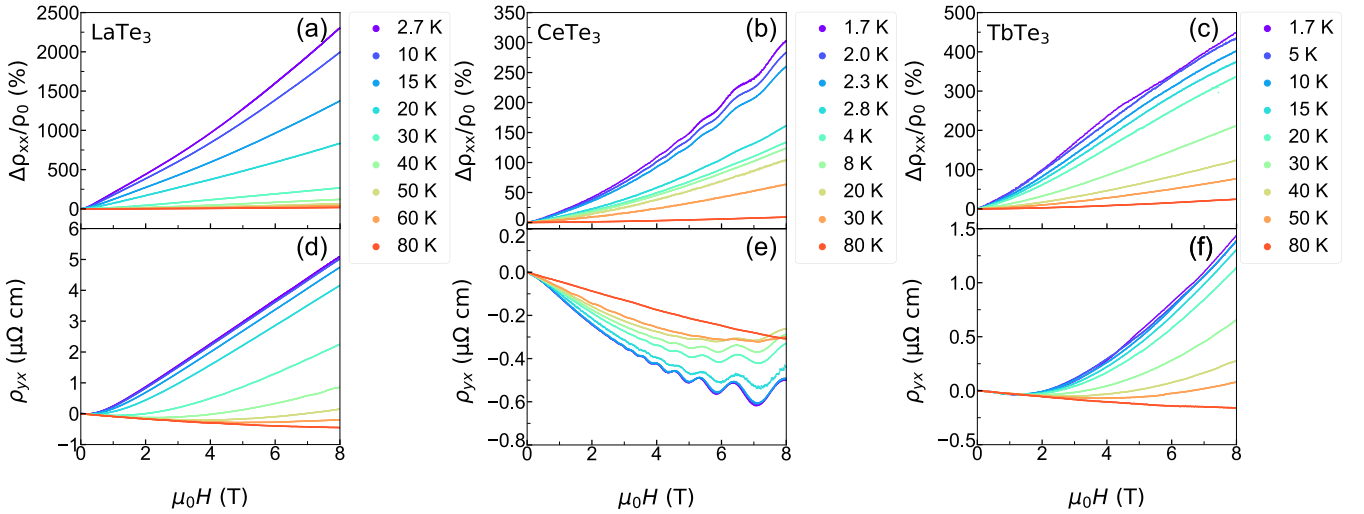 LaTe3 (a)
Δρxx/ρ0 (%)
2500
2000
1500
1000
500
0
2.7 K
10 K
15 K
20 K
30 K
40 K
50 K
60 K
80 K
(d)
ρyx (μΩ cm)
6
5
4
3
2
1
0
−1
0 2 4 6 8
μ0H (T)
CeTe3 (b)
Δρxx/ρ0 (%)
350
300
250
200
150
100
50
0
1.7 K
2.0 K
2.3 K
2.8 K
4 K
8 K
20 K
30 K
80 K
(e)
ρyx (μΩ cm)
0.2
0.0
−0.2
−0.4
−0.6
−0.8
0 2 4 6 8
μ0H (T)
TbTe3 (c)
Δρxx/ρ0 (%)
500
400
300
200
100
0
1.7 K
5 K
10 K
15 K
20 K
30 K
40 K
50 K
80 K
(f)
ρyx (μΩ cm)
1.5
1.0
0.5
0.0
−0.5
0 2 4 6 8
μ0H (T)